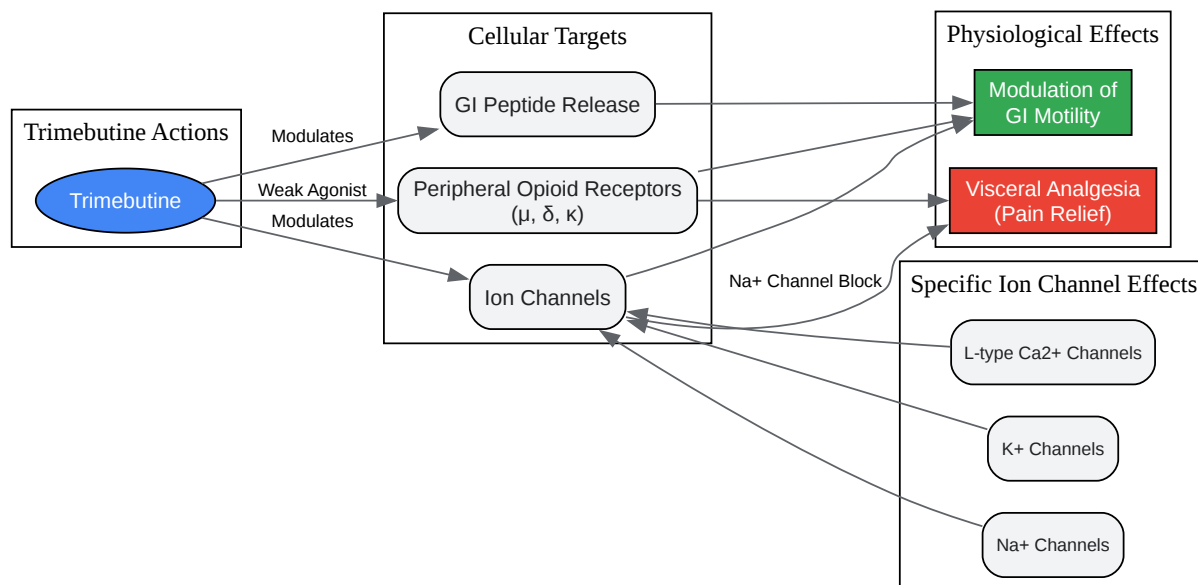 Trimebutine Actions
Trimebutine
Modulates
Weak Agonist
Modulates
Cellular Targets
GI Peptide Release
Peripheral Opioid Receptors
(μ, δ, κ)
Ion Channels
Na+ Channel Block
Physiological Effects
Modulation of
GI Motility
Visceral Analgesia
(Pain Relief)
Specific Ion Channel Effects
L-type Ca2+ Channels
K+ Channels
Na+ Channels